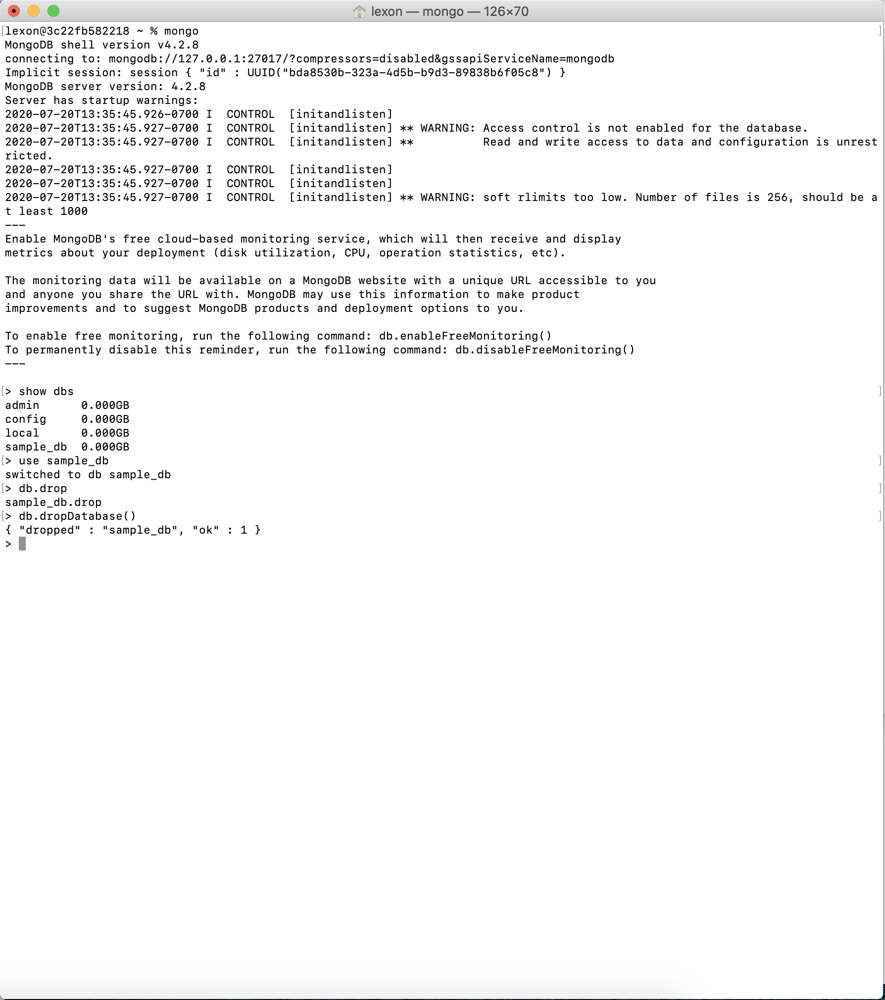 lexon — mongo — 126×70
lexon@3c22fb582218 ~ % mongo
MongoDB shell version v4.2.8
connecting to: mongodb://127.0.0.1:27017/?compressors=disabled&gssapiServiceName=mongodb
Implicit session: session { "id" : UUID("bda8530b-323a-4d5b-b9d3-89838b6f05c8") }
MongoDB server version: 4.2.8
Server has startup warnings:
2020-07-20T13:35:45.926-0700 I  CONTROL  [initandlisten]
2020-07-20T13:35:45.927-0700 I  CONTROL  [initandlisten] ** WARNING: Access control is not enabled for the database.
2020-07-20T13:35:45.927-0700 I  CONTROL  [initandlisten] **          Read and write access to data and configuration is unrest
ricted.
2020-07-20T13:35:45.927-0700 I  CONTROL  [initandlisten]
2020-07-20T13:35:45.927-0700 I  CONTROL  [initandlisten]
2020-07-20T13:35:45.927-0700 I  CONTROL  [initandlisten] ** WARNING: soft rlimits too low. Number of files is 256, should be a
t least 1000
---
Enable MongoDB's free cloud-based monitoring service, which will then receive and display
metrics about your deployment (disk utilization, CPU, operation statistics, etc).

The monitoring data will be available on a MongoDB website with a unique URL accessible to you
and anyone you share the URL with. MongoDB may use this information to make product
improvements and to suggest MongoDB products and deployment options to you.

To enable free monitoring, run the following command: db.enableFreeMonitoring()
To permanently disable this reminder, run the following command: db.disableFreeMonitoring()
---

> show dbs
admin      0.000GB
config     0.000GB
local      0.000GB
sample_db  0.000GB
> use sample_db
switched to db sample_db
> db.drop
sample_db.drop
> db.dropDatabase()
{ "dropped" : "sample_db", "ok" : 1 }
>